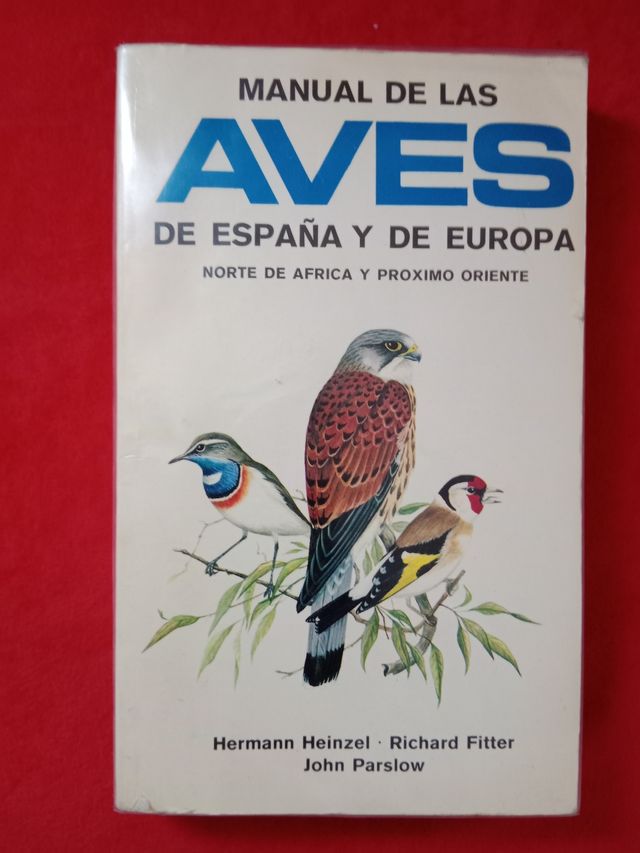 MANUAL DE LAS
AVES
DE ESPAÑA Y DE EUROPA
NORTE DE AFRICA Y PROXIMO ORIENTE
Hermann Heinzel · Richard Fitter
John Parslow